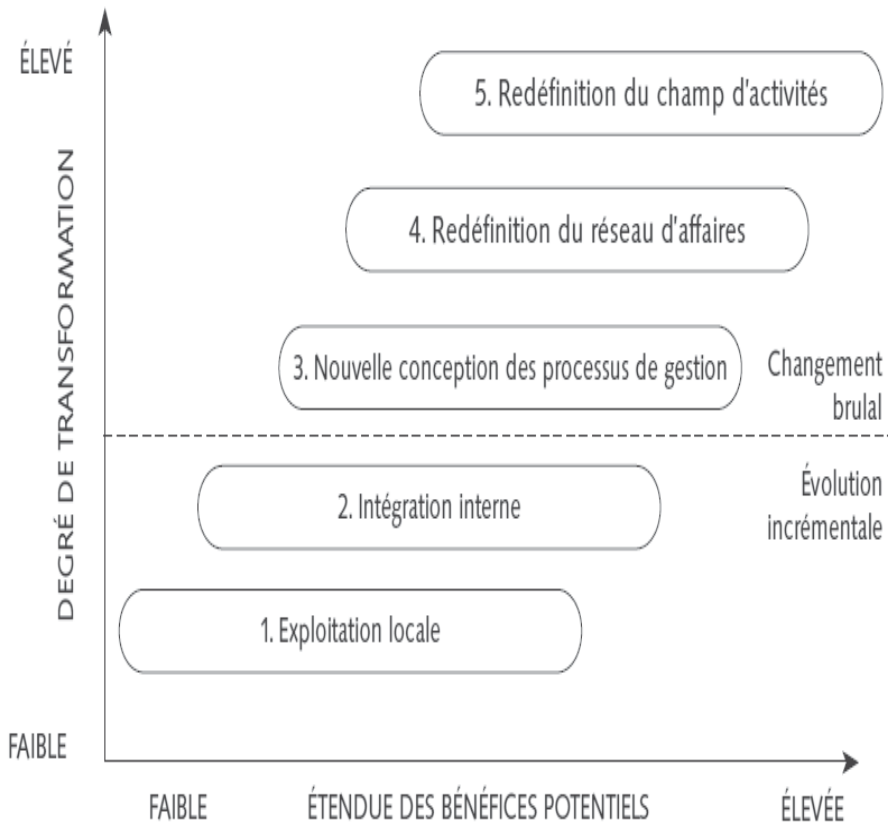 ÉLEVÉ
5. Redéfinition du champ d'activités
4. Redéfinition du réseau d'affaires
3. Nouvelle conception des processus de gestion
Changement
brulal
DEGRÉ DE TRANSFORMATION
2. Intégration interne
Évolution
incrémentale
1. Exploitation locale
FAIBLE
FAIBLE
ÉTENDUE DES BÉNÉFICES POTENTIELS
ÉLEVÉE